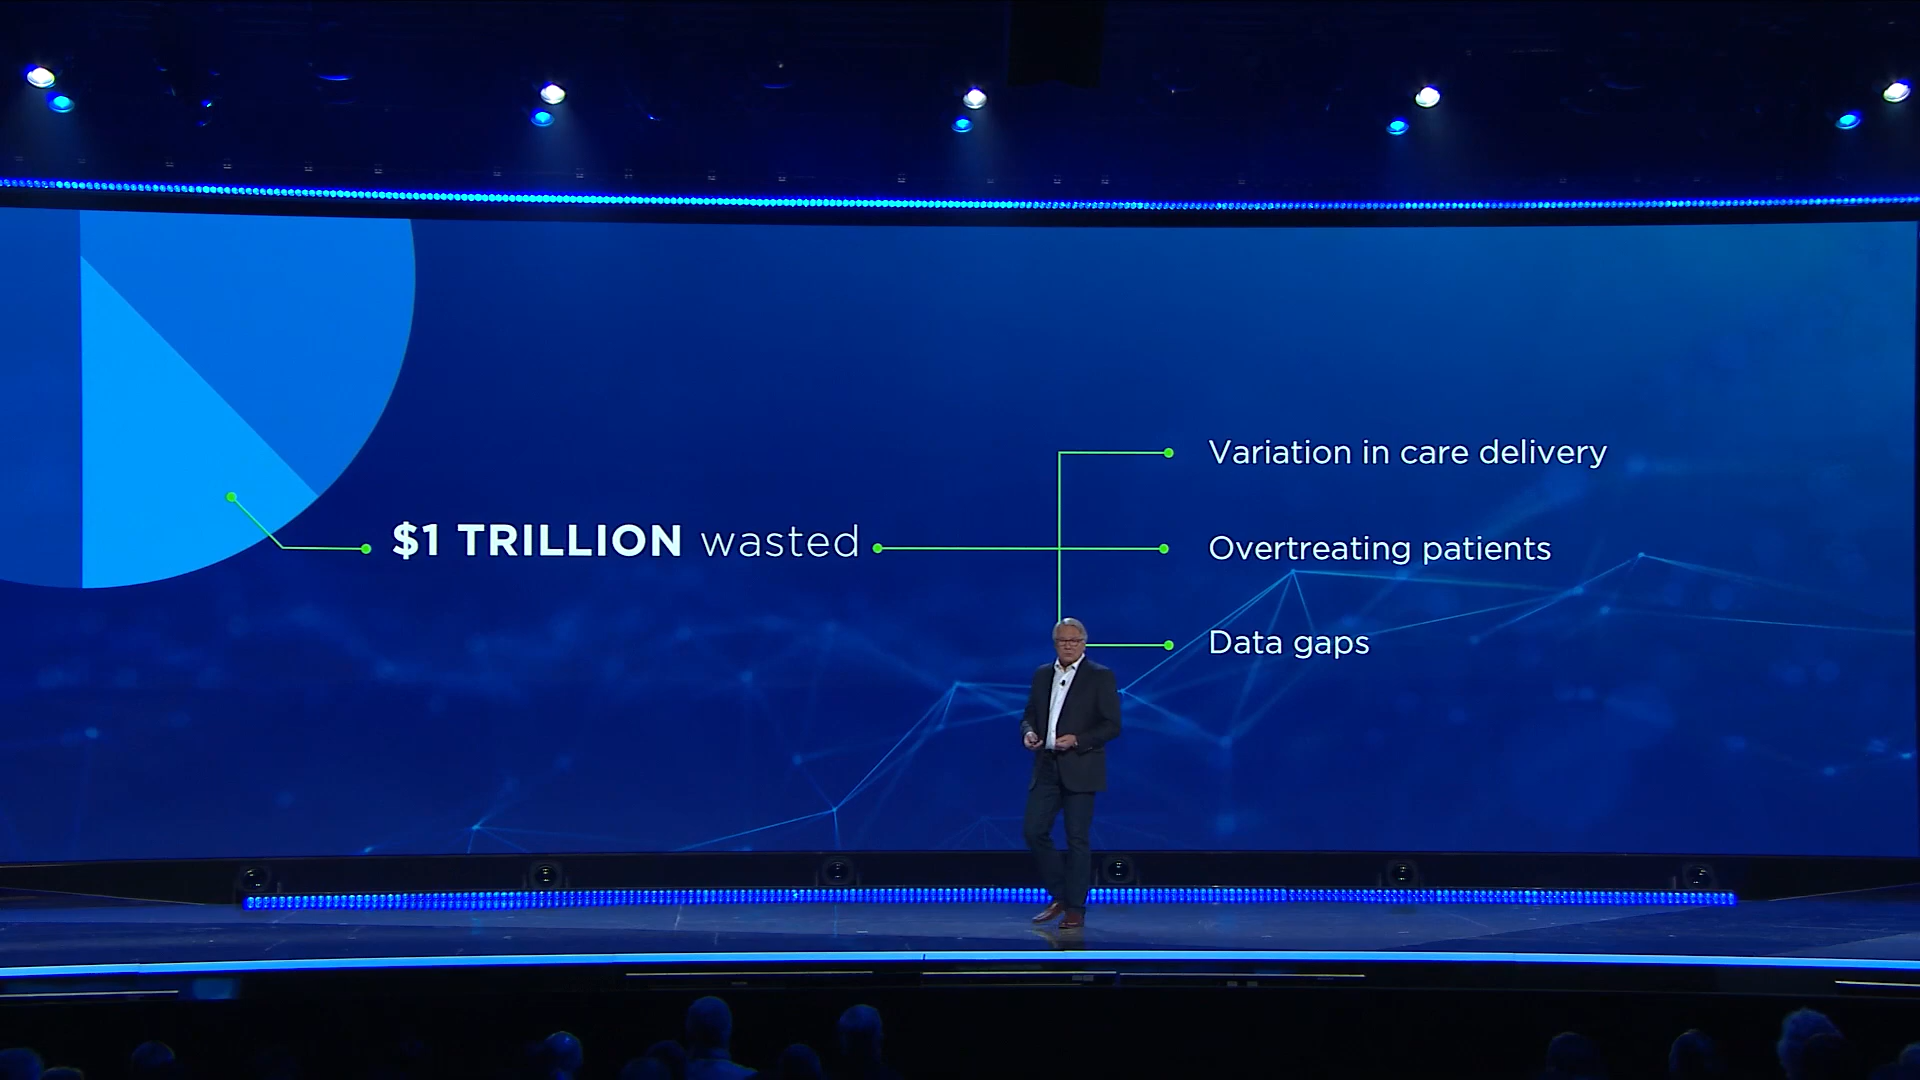 $1 TRILLION wasted
Variation in care delivery
Overtreating patients
Data gaps